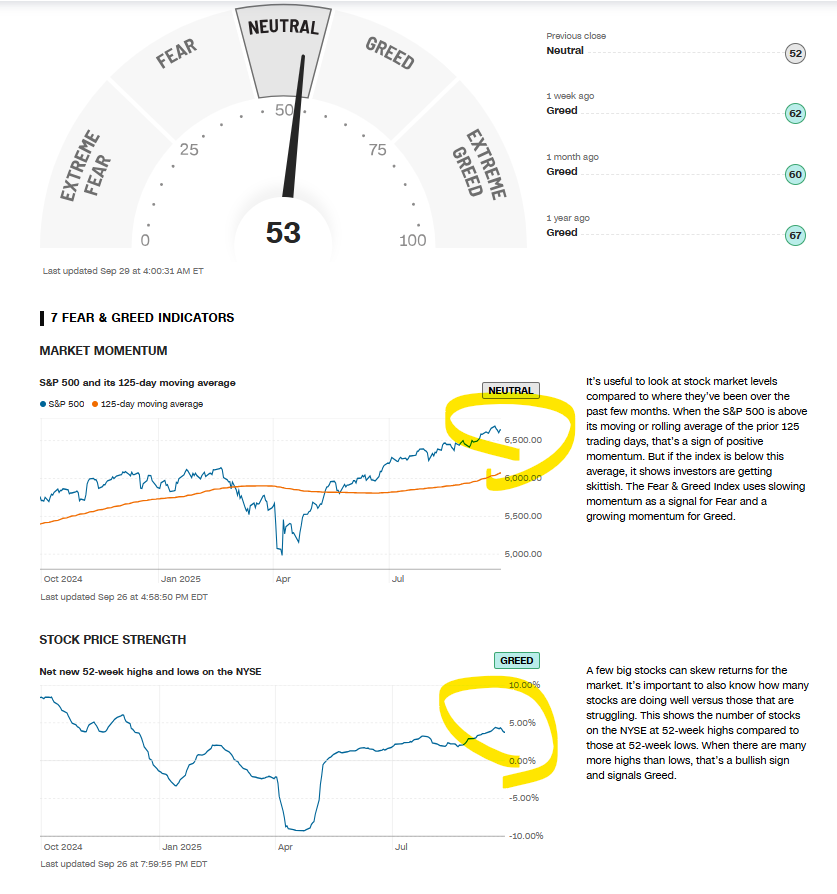 NEUTRAL
FEAR
GREED
EXTREME
FEAR
EXTREME
GREED
0
25
50
75
100
53
Last updated Sep 29 at 4:00:31 AM ET
Previous close
Neutral
52
1 week ago
Greed
62
1 month ago
Greed
60
1 year ago
Greed
67
7 FEAR & GREED INDICATORS
MARKET MOMENTUM
S&P 500 and its 125-day moving average
NEUTRAL
S&P 500
125-day moving average
6,500.00
6,000.00
5,500.00
5,000.00
Oct 2024
Jan 2025
Apr
Jul
Last updated Sep 26 at 4:58:50 PM EDT
It's useful to look at stock market levels
compared to where they've been over the
past few months. When the S&P 500 is above
its moving or rolling average of the prior 125
trading days, that's a sign of positive
momentum. But if the index is below this
average, it shows investors are getting
skittish. The Fear & Greed Index uses slowing
momentum as a signal for Fear and a
growing momentum for Greed.
STOCK PRICE STRENGTH
Net new 52-week highs and lows on the NYSE
GREED
10.00%
5.00%
0.00%
-5.00%
-10.00%
Oct 2024
Jan 2025
Apr
Jul
Last updated Sep 26 at 7:59:55 PM EDT
A few big stocks can skew returns for the
market. It's important to also know how many
stocks are doing well versus those that are
struggling. This shows the number of stocks
on the NYSE at 52-week highs compared to
those at 52-week lows. When there are many
more highs than lows, that's a bullish sign
and signals Greed.